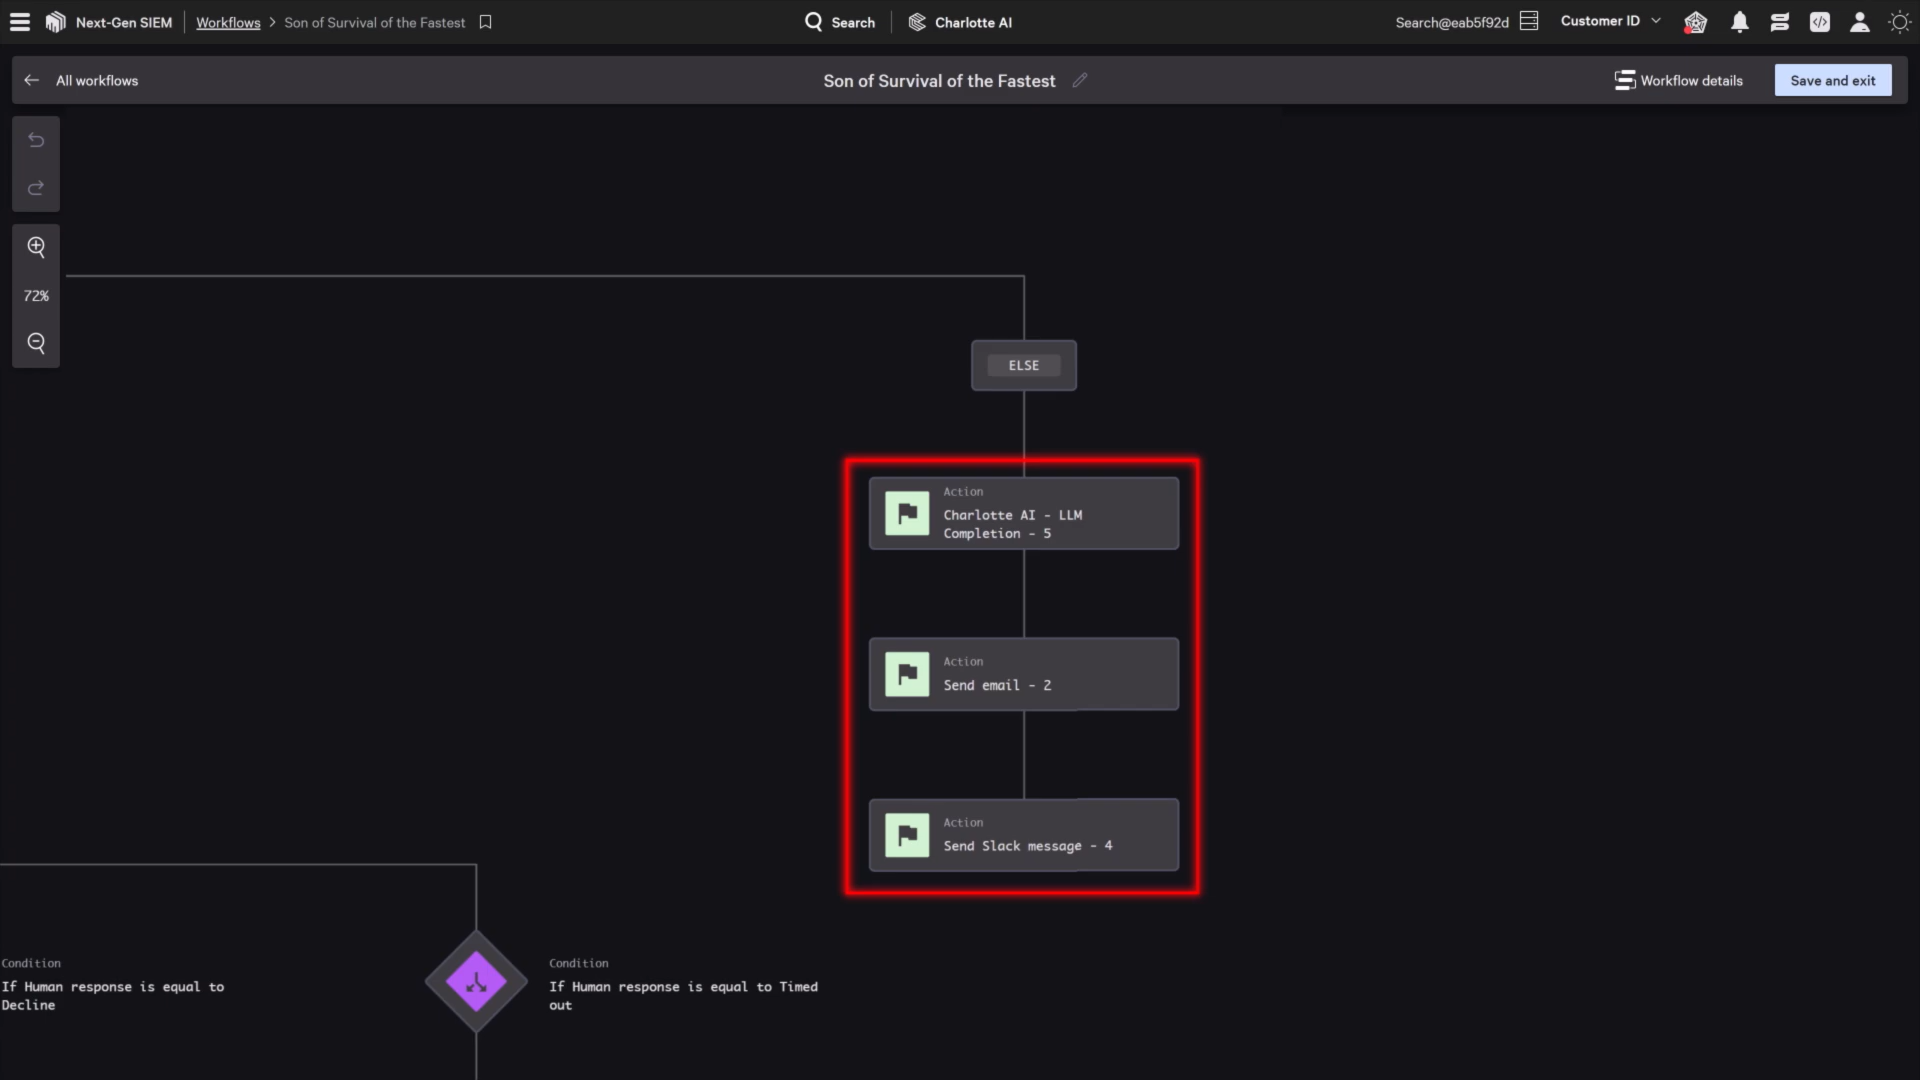 Next-Gen SIEM
Workflows > Son of Survival of the Fastest
Search
Charlotte AI
Search@eab5f92d
Customer ID
All workflows
Son of Survival of the Fastest
Workflow details
Save and exit
72%
ELSE
Action
Charlotte AI - LLM
Completion - 5
Action
Send email - 2
Action
Send Slack message - 4
Condition
If Human response is equal to
Decline
Condition
If Human response is equal to Timed
out